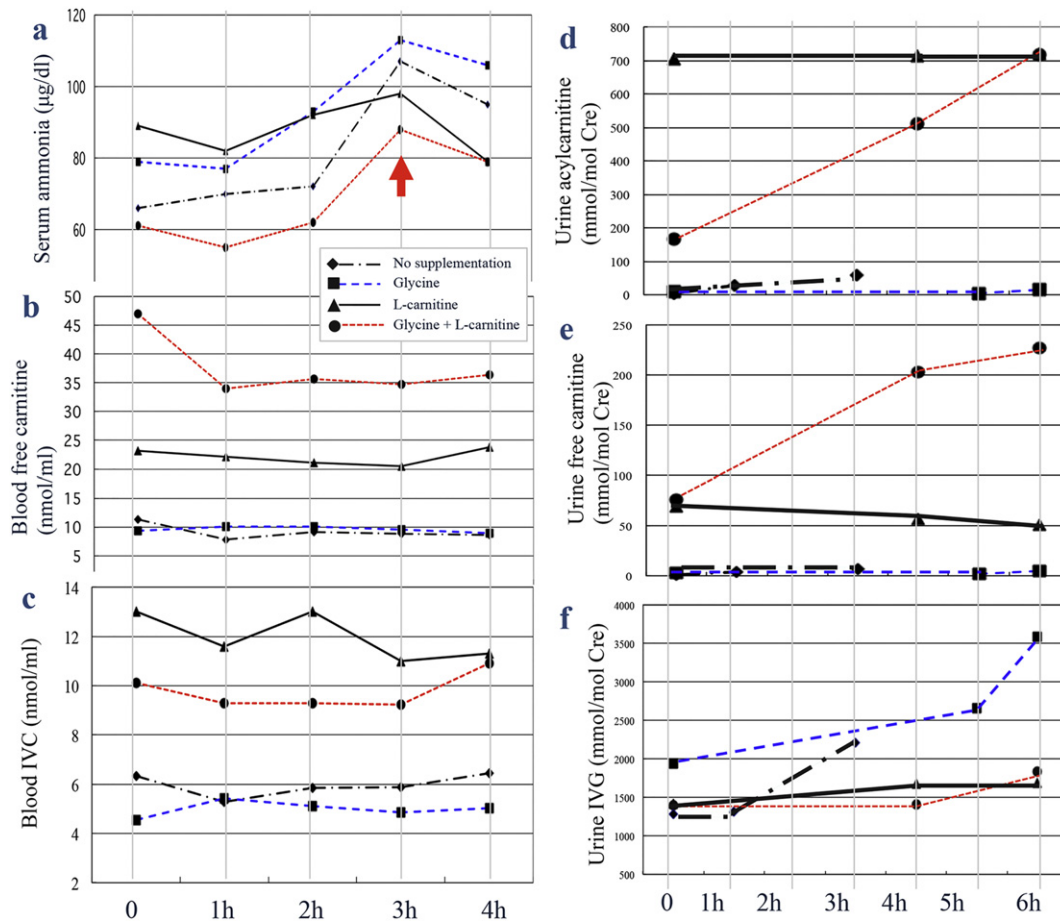 a
Serum ammonia (μg/dl)
120
100
80
60
No supplementation
Glycine
L-carnitine
Glycine + L-carnitine
b
Blood free carnitine
(nmol/ml)
50
45
40
35
30
25
20
15
10
5
c
Blood IVC (nmol/ml)
14
12
10
8
6
4
2
0 1h 2h 3h 4h
d
Urine acylcarnitine
(mmol/mol Cre)
800
700
600
500
400
300
200
100
0
e
Urine free carnitine
(mmol/mol Cre)
250
200
150
100
50
0
f
Urine IVG (mmol/mol Cre)
4000
3500
3000
2500
2000
1500
1000
500
0 1h 2h 3h 4h 5h 6h